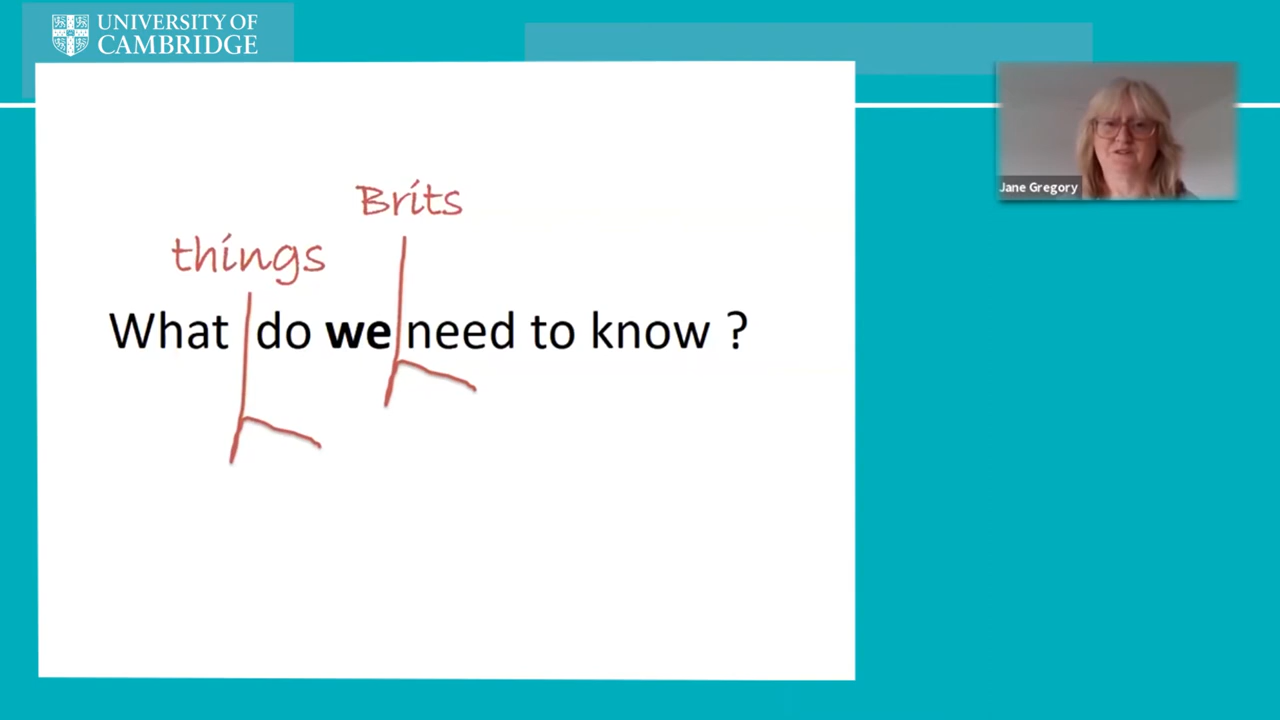 UNIVERSITY OF
CAMBRIDGE
Jane Gregory
Brits
things
What do we need to know ?